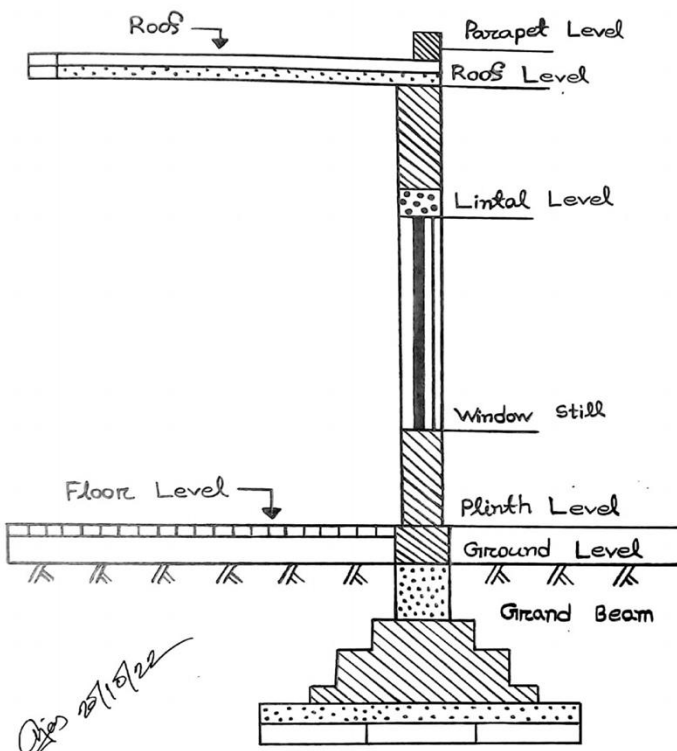 Roof
Parapet Level
Roof Level
Lintal Level
Window Still
Floor Level
Plinth Level
Ground Level
Grand Beam